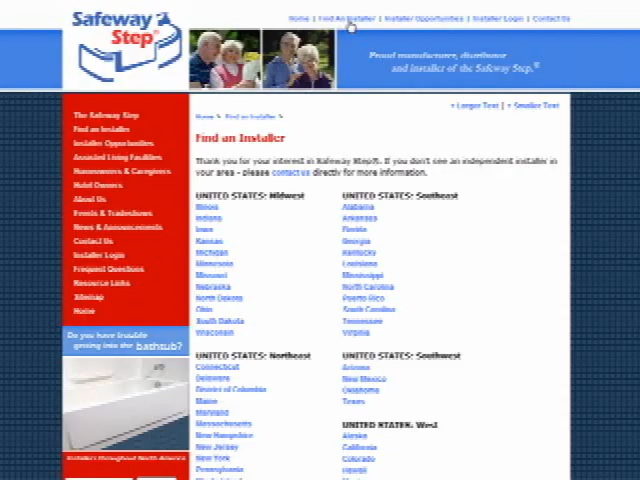 Safeway
Step®
Home | Find An Installer | Installer Opportunities | Installer Login | Contact Us
Proud manufacturer, distributor
and installer of the Safeway Step.®
+ Larger Text | + Smaller Text
The Safeway Step
Find an Installer
Installer Opportunities
Assisted Living Facilities
Homeowners & Caregivers
Hotel Owners
About Us
Events & Tradeshows
News & Announcements
Contact Us
Installer Login
Frequent Questions
Resource Links
Sitemap
Home
Do you have trouble
getting into the bathtub?
Installers throughout North America
Home > Find an Installer >
Find an Installer
Thank you for your interest in Safeway Step®. If you don't see an independent installer in
your area - please contact us directly for more information.
UNITED STATES: Midwest
Illinois
Indiana
Iowa
Kansas
Michigan
Minnesota
Missouri
Nebraska
North Dakota
Ohio
South Dakota
Wisconsin
UNITED STATES: Northeast
Connecticut
Delaware
District of Columbia
Maine
Maryland
Massachusetts
New Hampshire
New Jersey
New York
Pennsylvania
UNITED STATES: Southeast
Alabama
Arkansas
Florida
Georgia
Kentucky
Louisiana
Mississippi
North Carolina
Puerto Rico
South Carolina
Tennessee
Virginia
UNITED STATES: Southwest
Arizona
New Mexico
Oklahoma
Texas
UNITED STATES: West
Alaska
California
Colorado
Hawaii